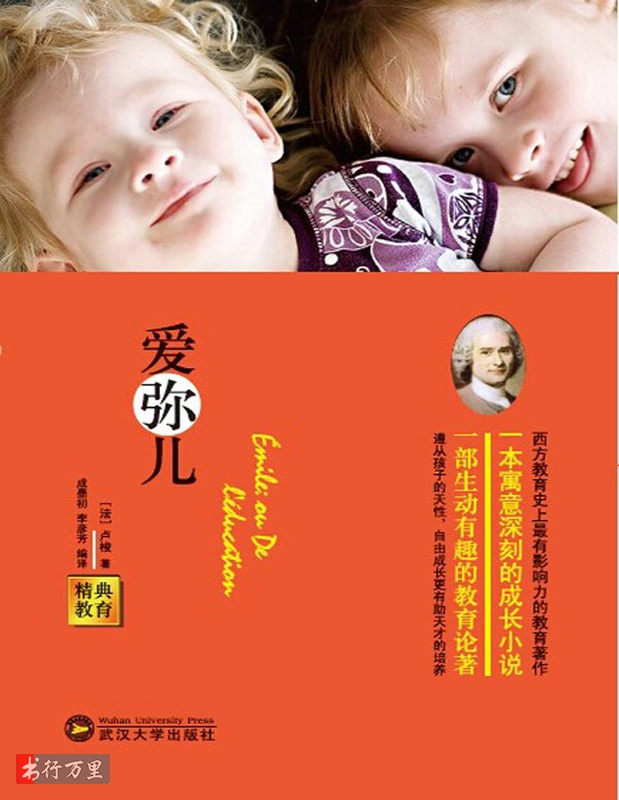 爱弥儿
Émile: ou De
l'éducation
[法] 卢梭 著
成墨初 李彦芳 编译
精典
教育
西方教育史上最有影响力的教育著作
一本寓意深刻的成长小说
一部生动有趣的教育论著
遵从孩子的天性，自由成长更有助天才的培养
Wuhan University Press
武汉大学出版社
书行万里